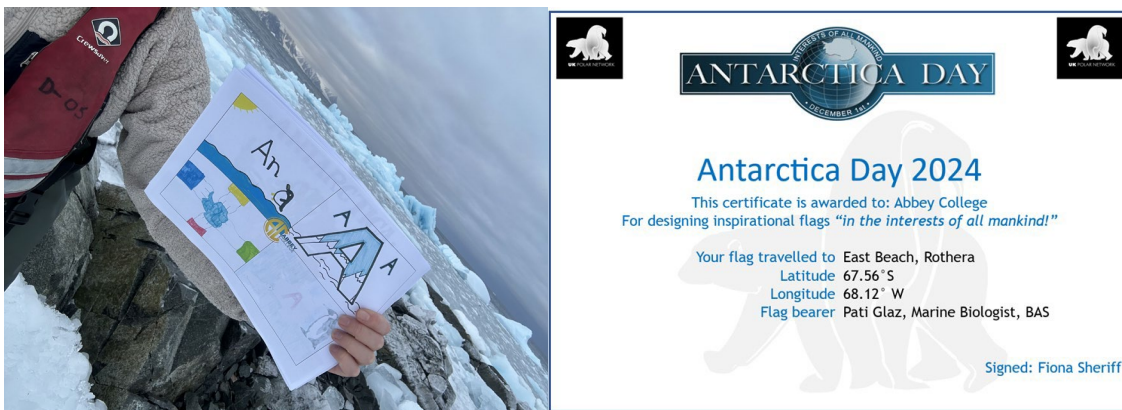 Crewsaver
D-OS
An
a
A
A
A
ABBEY
UK POLAR NETWORK
INTERESTS OF ALL MANKIND
ANTARCTICA DAY
• DECEMBER 1st •
UK POLAR NETWORK
Antarctica Day 2024
This certificate is awarded to: Abbey College
For designing inspirational flags “in the interests of all mankind!”
Your flag travelled to East Beach, Rothera
Latitude 67.56°S
Longitude 68.12° W
Flag bearer Pati Glaz, Marine Biologist, BAS
Signed: Fiona Sheriff